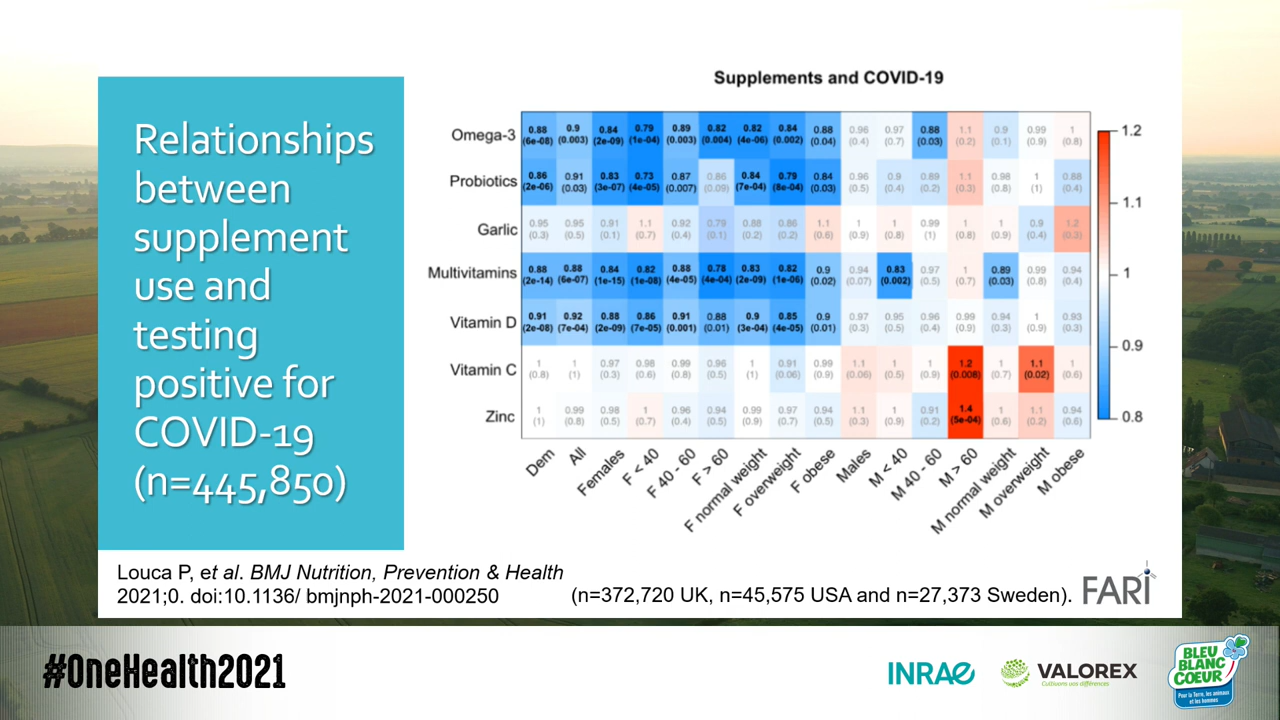 Relationships
between
supplement
use and
testing
positive for
COVID-19
(n=445,850)
Supplements and COVID-19
Omega-3 0.88 0.9 0.84 0.79 0.89 0.82 0.82 0.84 0.88 0.96 0.97 0.88 1.1 0.9 0.99 1
(6e-08) (0.003) (2e-09) (1e-04) (0.003) (0.004) (4e-06) (0.002) (0.04) (0.4) (0.7) (0.03) (0.2) (0.1) (0.9) (0.8)
Probiotics 0.86 0.91 0.83 0.73 0.87 0.86 0.84 0.79 0.84 0.96 0.9 0.89 1.1 0.98 1 0.88
(2e-06) (0.03) (3e-07) (4e-05) (0.007) (0.09) (7e-04) (8e-04) (0.03) (0.5) (0.4) (0.2) (0.3) (0.8) (1) (0.4)
Garlic 0.95 0.95 0.91 1.1 0.92 0.79 0.88 0.86 1.1 1 1 0.99 1 1 0.9 1.2
(0.3) (0.5) (0.1) (0.7) (0.4) (0.1) (0.2) (0.2) (0.6) (0.9) (0.8) (1) (0.8) (0.9) (0.4) (0.3)
Multivitamins 0.88 0.88 0.84 0.82 0.88 0.78 0.83 0.82 0.9 0.94 0.83 0.97 1 0.89 0.99 0.94
(2e-14) (6e-07) (1e-15) (1e-08) (4e-05) (4e-04) (2e-09) (1e-06) (0.02) (0.07) (0.002) (0.5) (0.7) (0.03) (0.8) (0.4)
Vitamin D 0.91 0.92 0.88 0.86 0.91 0.88 0.9 0.85 0.9 0.97 0.95 0.96 0.99 0.94 1 0.93
(2e-08) (7e-04) (2e-09) (7e-05) (0.001) (0.01) (3e-04) (4e-05) (0.01) (0.3) (0.5) (0.4) (0.9) (0.3) (0.9) (0.3)
Vitamin C 1 1 0.97 0.98 0.99 0.96 1 0.91 0.99 1.1 1 1 1.2 1 1.1 1
(0.8) (1) (0.3) (0.6) (0.8) (0.5) (1) (0.06) (0.9) (0.06) (0.5) (0.9) (0.008) (0.7) (0.02) (0.6)
Zinc 1 0.99 0.98 1 0.96 0.94 0.99 0.97 0.94 1.1 1 0.91 1.4 1 1.1 0.94
(1) (0.8) (0.5) (0.7) (0.4) (0.5) (0.9) (0.7) (0.5) (0.3) (0.9) (0.2) (5e-04) (0.6) (0.2) (0.6)
Dem All Females F < 40 F 40 - 60 F > 60 F normal weight F overweight F obese Males M < 40 M 40 - 60 M > 60 M normal weight M overweight M obese
1.2
1.1
1
0.9
0.8
Louca P, et al. BMJ Nutrition, Prevention & Health
2021;0. doi:10.1136/ bmjnph-2021-000250
(n=372,720 UK, n=45,575 USA and n=27,373 Sweden).
FARI
#OneHealth2021
INRAE
VALOREX
Cultivons vos différences
BLEU
BLANC
COEUR
Pour la Terre, les animaux
et les hommes